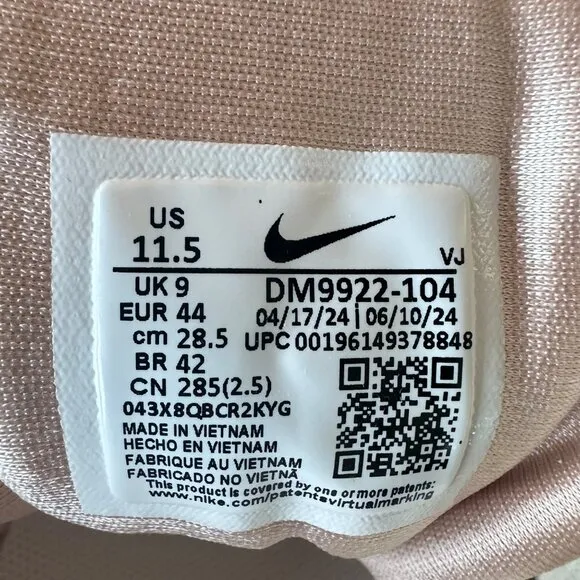 US
11.5
VJ
UK 9
DM9922-104
EUR 44
04/17/24 | 06/10/24
cm 28.5
UPC 00196149378848
BR 42
CN 285(2.5)
043X8QBCR2KYG
MADE IN VIETNAM
HECHO EN VIETNAM
FABRIQUE AU VIETNAM
FABRICADO NO VIETNÃ
This product is covered by one or more patents:
www.nike.com/patentsvirtualmarking